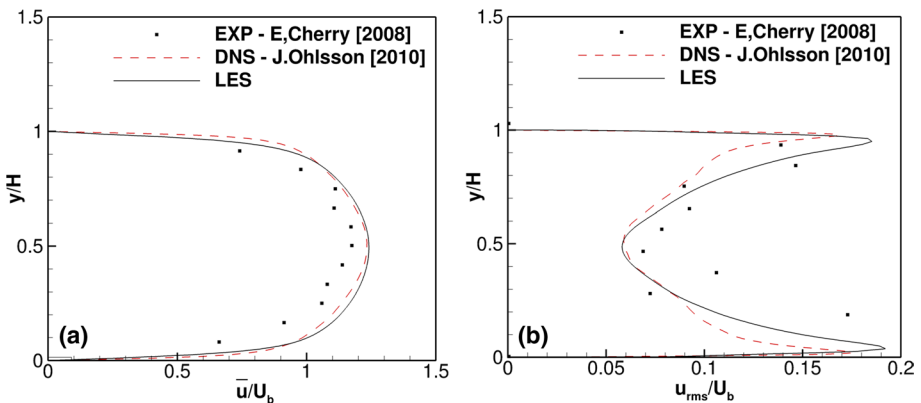 1.5
EXP - E,Cherry [2008]
DNS - J.Ohlsson [2010]
LES
1
y/H
0.5
(a)
0
0
0.5
1
1.5
u̅/U_b
1.5
EXP - E,Cherry [2008]
DNS - J.Ohlsson [2010]
LES
1
y/H
0.5
(b)
0
0
0.05
0.1
0.15
0.2
u_rms/U_b